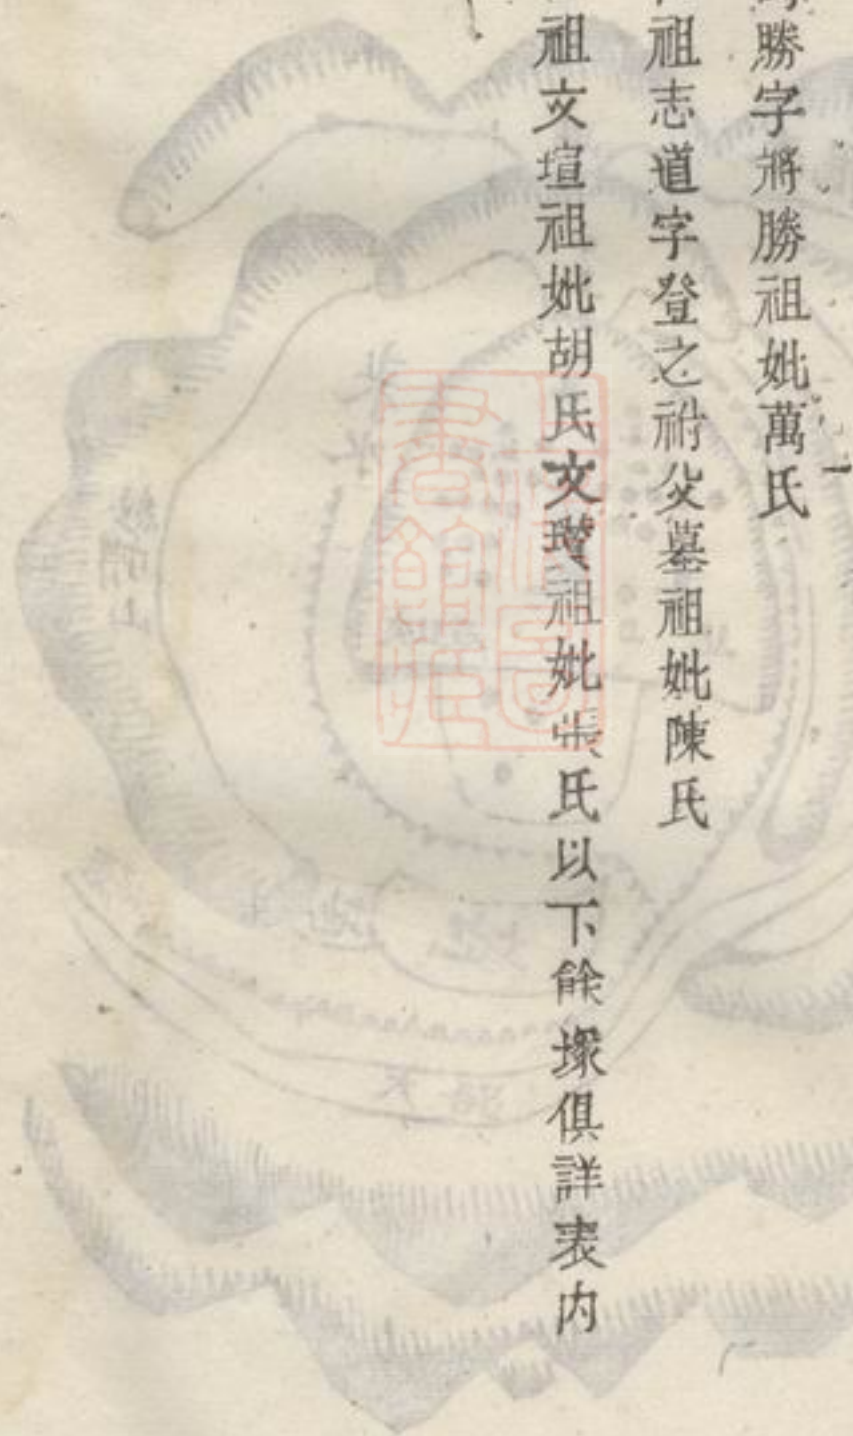 勝字將勝祖妣萬氏
祖志道字登之祔父墓祖妣陳氏
祖文瑄祖妣胡氏文瓚祖妣張氏以下餘塚俱詳表内